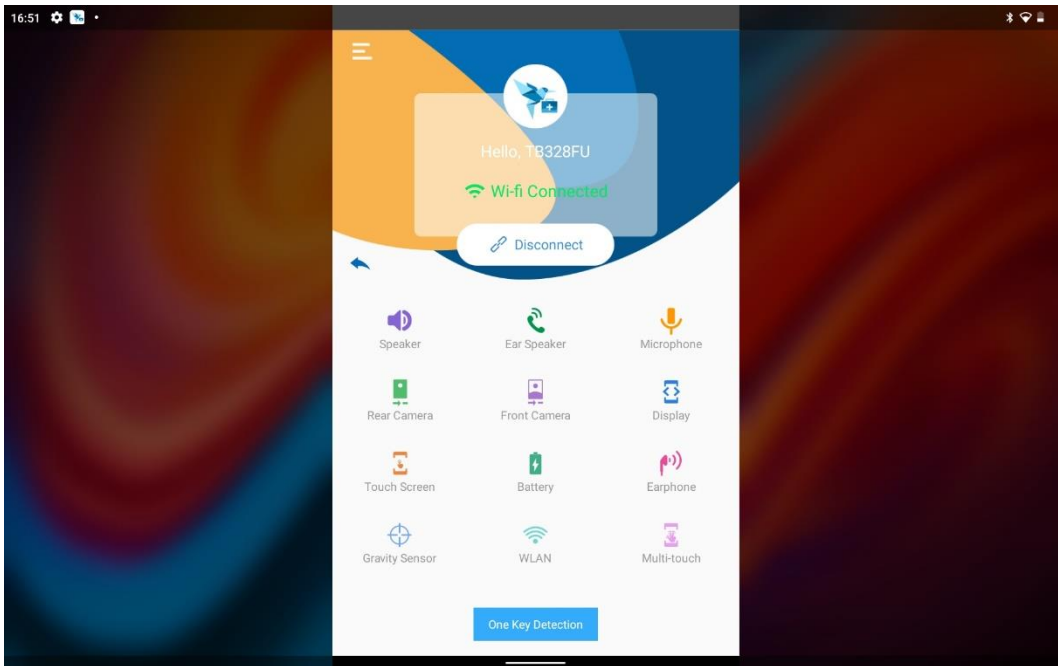 16:51
Hello, TB328FU
Wi-fi Connected
Disconnect
Speaker
Ear Speaker
Microphone
Rear Camera
Front Camera
Display
Touch Screen
Battery
Earphone
Gravity Sensor
WLAN
Multi-touch
One Key Detection